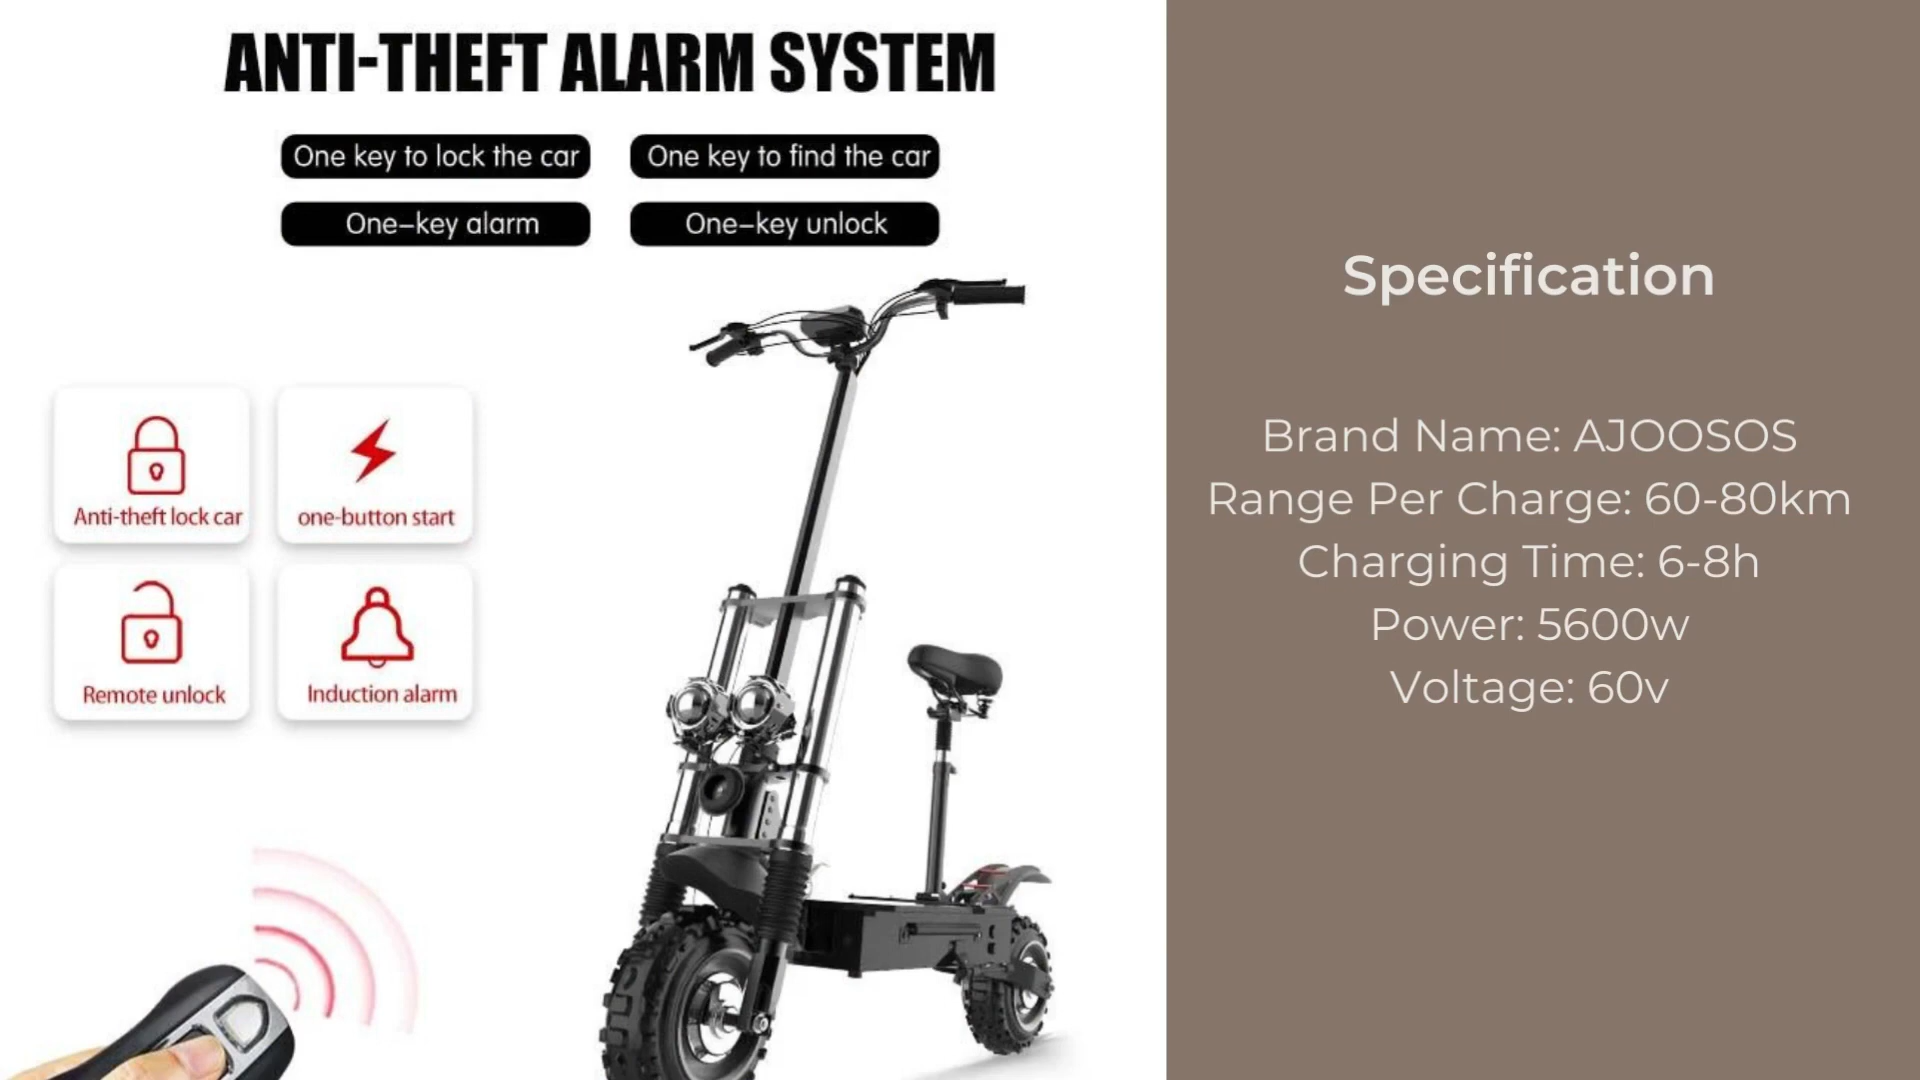 ANTI-THEFT ALARM SYSTEM
One key to lock the car
One key to find the car
One-key alarm
One-key unlock
Anti-theft lock car
one-button start
Remote unlock
Induction alarm
Specification
Brand Name: AJOOSOS
Range Per Charge: 60-80km
Charging Time: 6-8h
Power: 5600w
Voltage: 60v